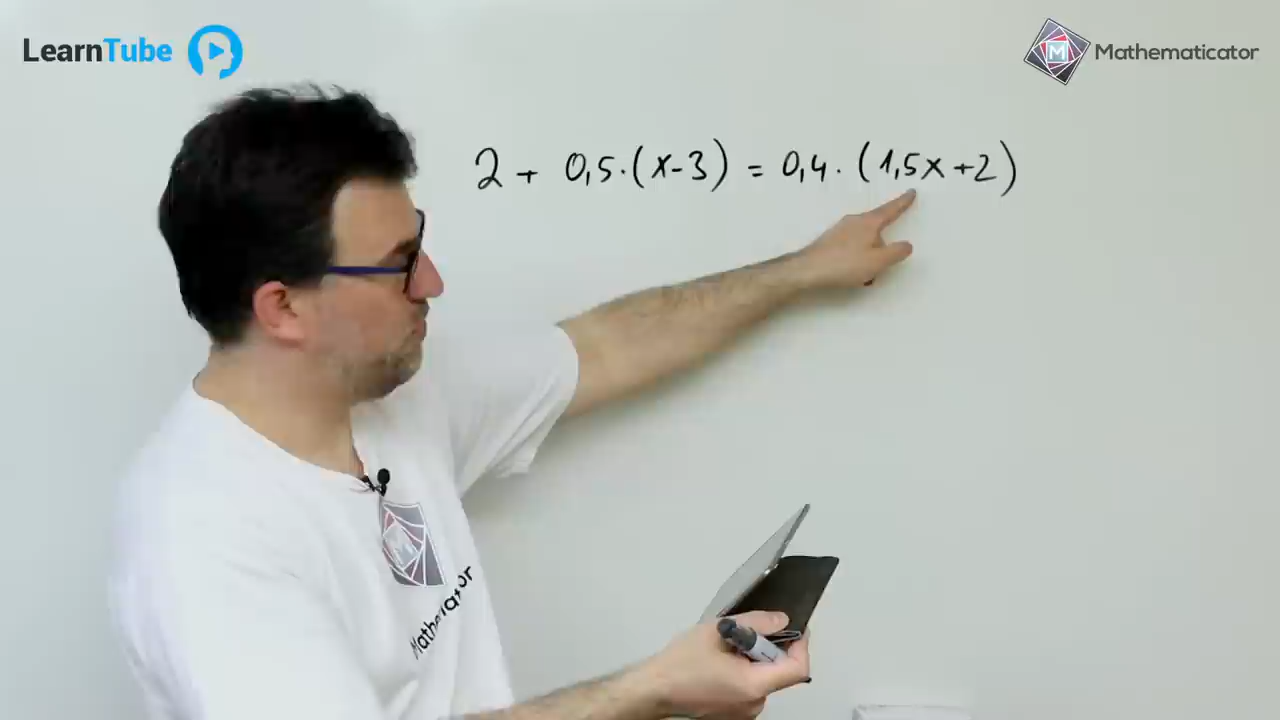 LearnTube
Mathematicator
2 + 0,5·(x-3) = 0,4·(1,5x+2)
M
Mathematicator